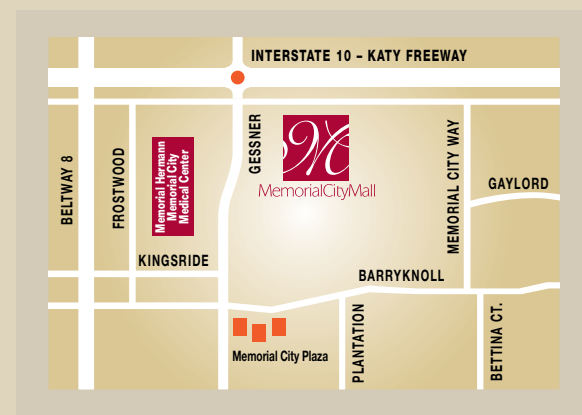 INTERSTATE 10 – KATY FREEWAY
BELTWAY 8
FROSTWOOD
Memorial Hermann
Memorial City
Medical Center
GESSNER
MC
MemorialCityMall
MEMORIAL CITY WAY
GAYLORD
KINGSRIDE
BARRYKNOLL
Memorial City Plaza
PLANTATION
BETTINA CT.